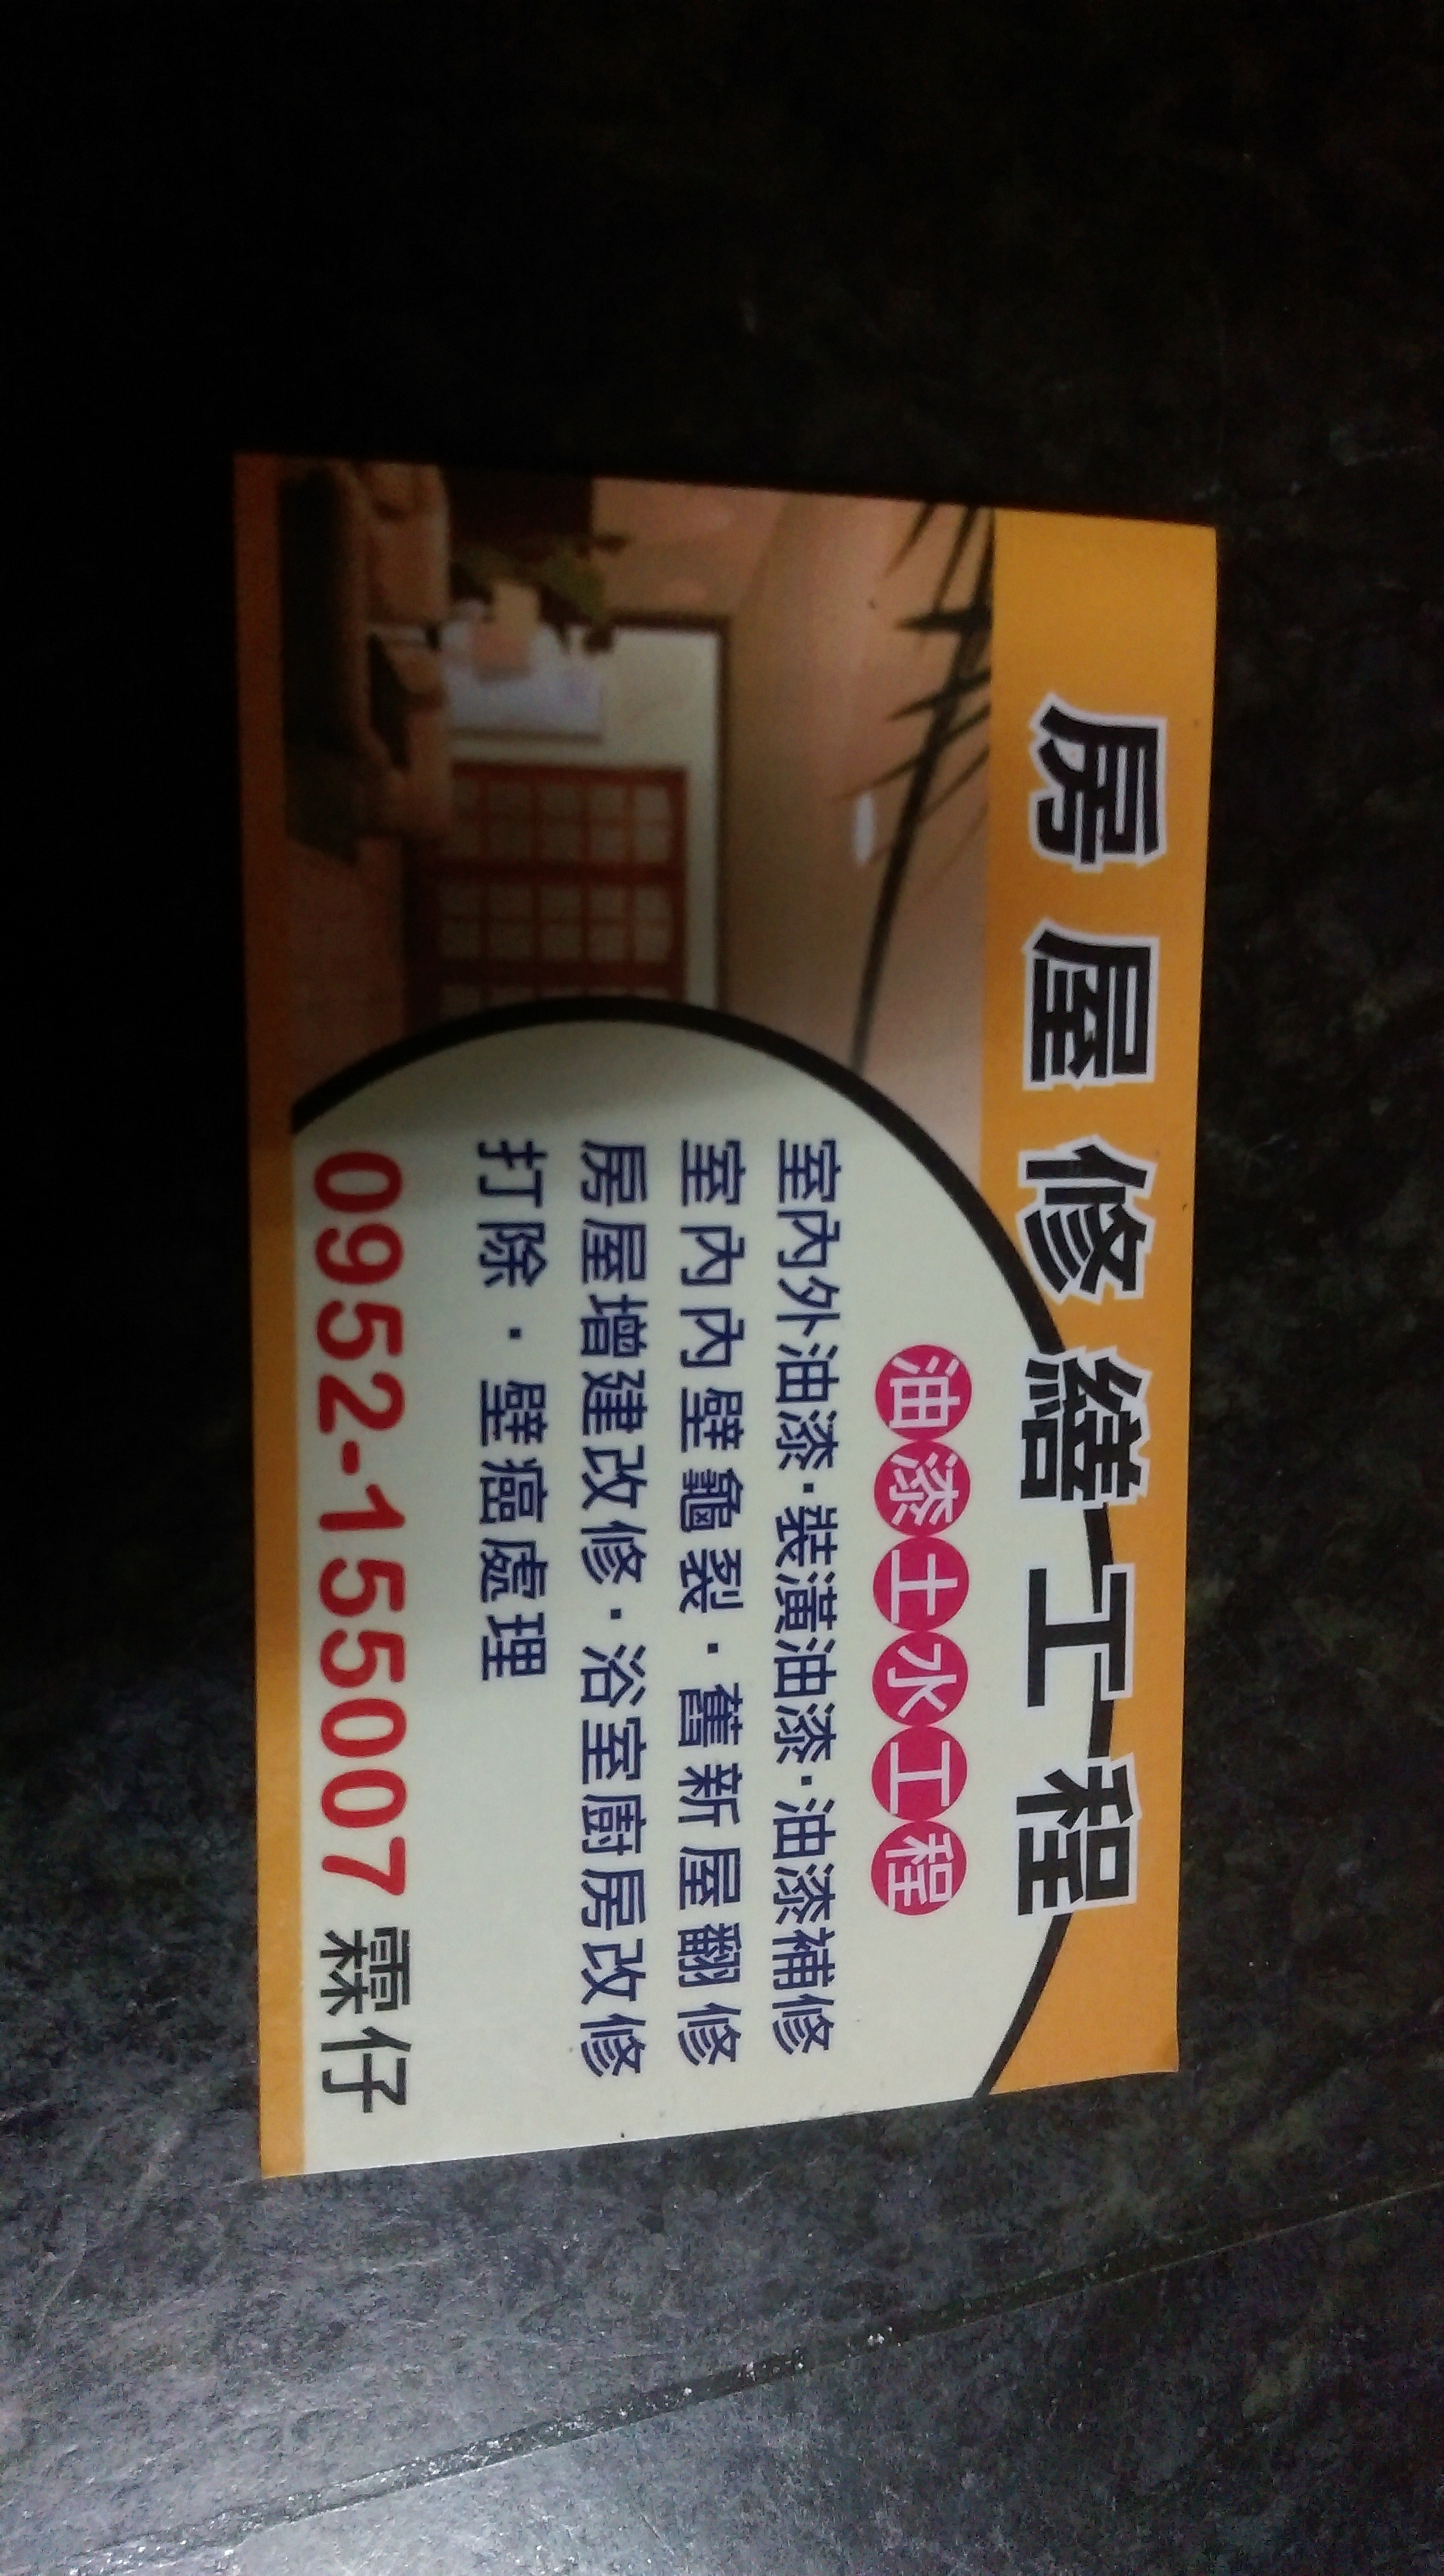 房屋修繕工程
油漆土水工程
室內外油漆·裝潢油漆·油漆補修
室內內壁龜裂·舊新屋翻修
房屋增建改修·浴室廚房改修
打除·壁癌處理
0952-155007 霖仔